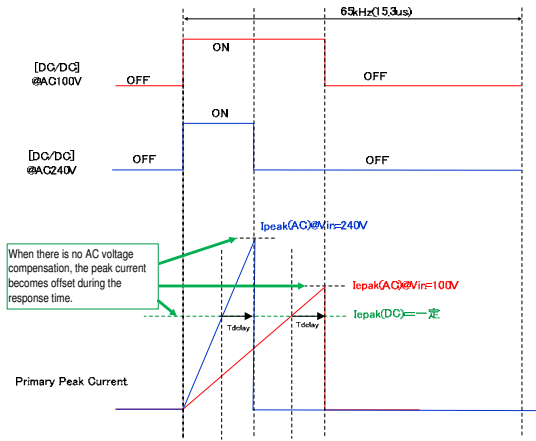 65kHz(15.3us)
ON
[DC/DC]
@AC100V
OFF
OFF
ON
[DC/DC]
@AC240V
OFF
OFF
Ipeak(AC)@Vin=240V
When there is no AC voltage
compensation, the peak current
becomes offset during the
response time.
Iepak(AC)@Vin=100V
Iepak(DC)=一定
Tdelay
Tdelay
Primary Peak Current